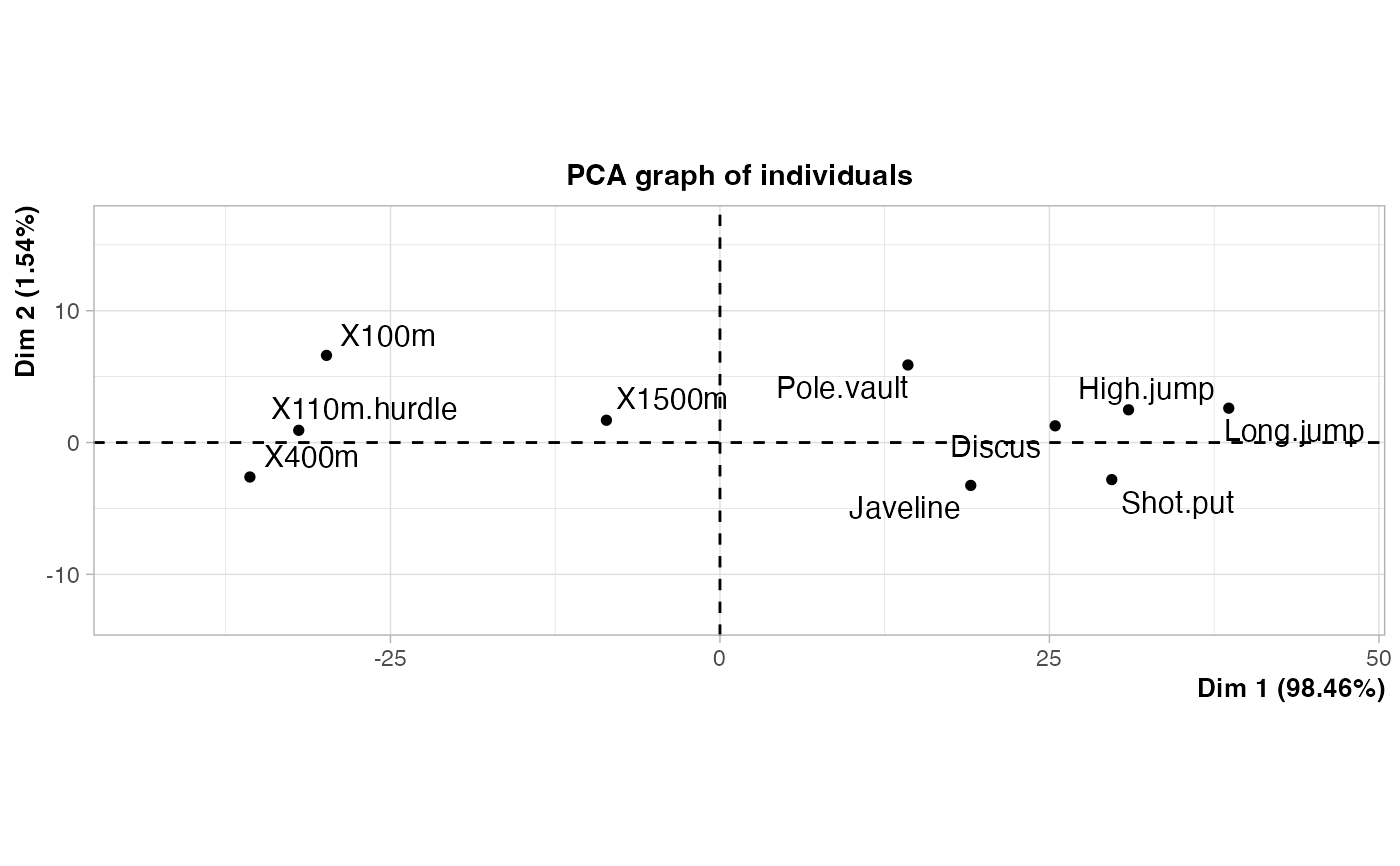 PCA graph of individuals
Dim 2 (1.54%)
10
0
-10
X100m
X110m.hurdle
X400m
X1500m
Pole.vault
High.jump
Long.jump
Discus
Javeline
Shot.put
-25
0
25
50
Dim 1 (98.46%)